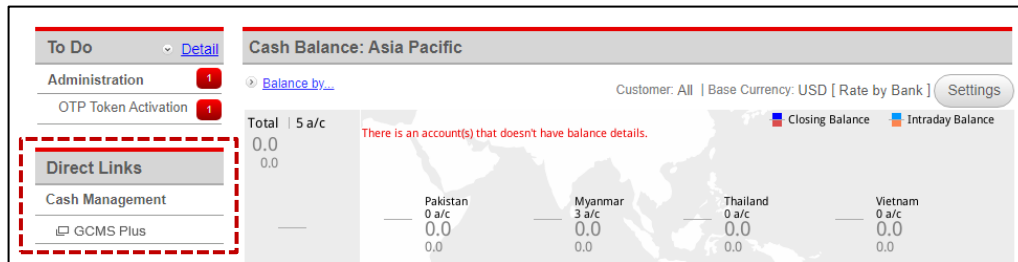 To Do Detail
Administration 1
OTP Token Activation 1
Direct Links
Cash Management
GCMS Plus
Cash Balance: Asia Pacific
Balance by...
Customer: All | Base Currency: USD [ Rate by Bank ] Settings
Total | 5 a/c
0.0
0.0
There is an account(s) that doesn't have balance details.
Closing Balance Intraday Balance
Pakistan
0 a/c
0.0
0.0
Myanmar
3 a/c
0.0
0.0
Thailand
0 a/c
0.0
0.0
Vietnam
0 a/c
0.0
0.0